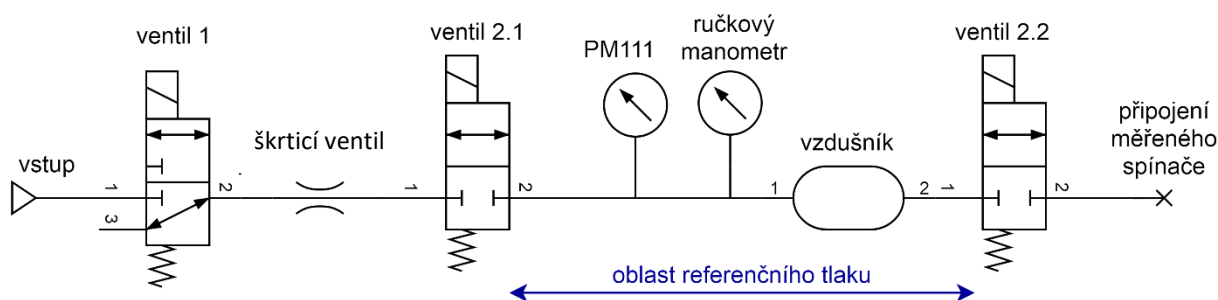 ventil 1
ventil 2.1
PM111
ručkový
manometr
ventil 2.2
připojení
měřeného
spínače
škrticí ventil
vzdušník
vstup
1
2
3
1
2
1
2
1
2
oblast referenčního tlaku